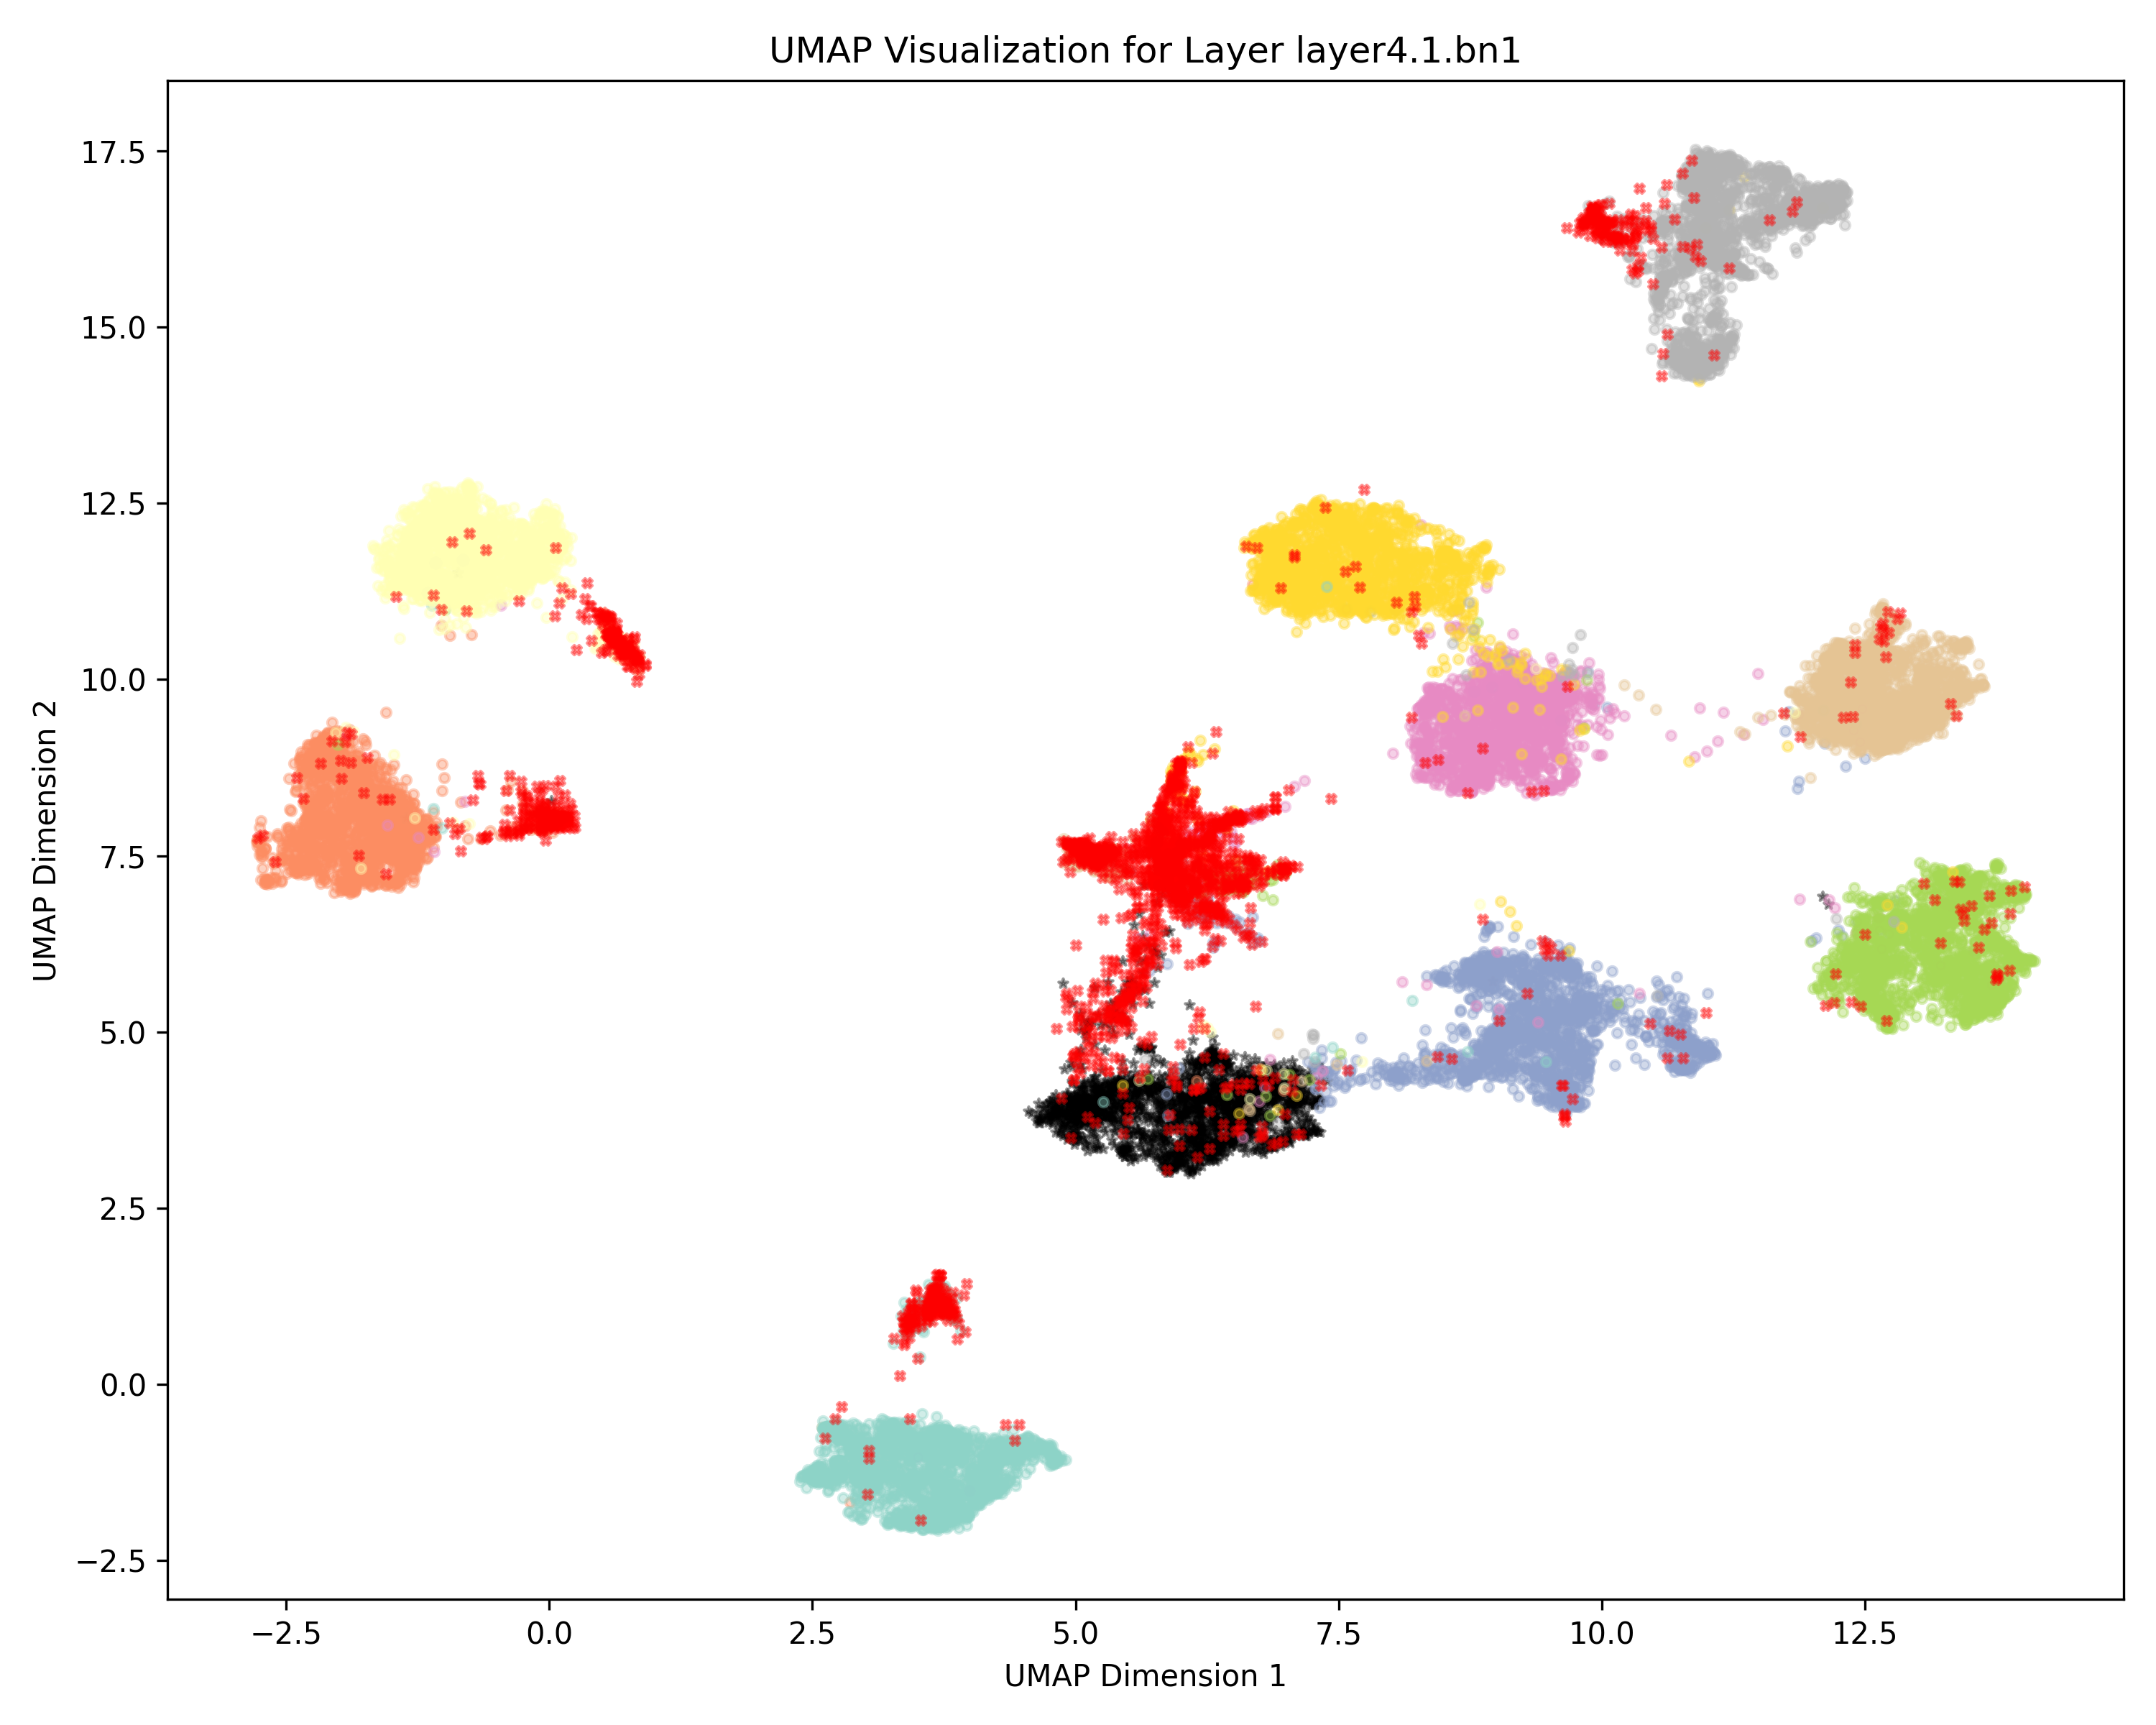 UMAP Visualization for Layer layer4.1.bn1
17.5
15.0
12.5
10.0
7.5
5.0
2.5
0.0
−2.5
UMAP Dimension 2
−2.5 0.0 2.5 5.0 7.5 10.0 12.5
UMAP Dimension 1